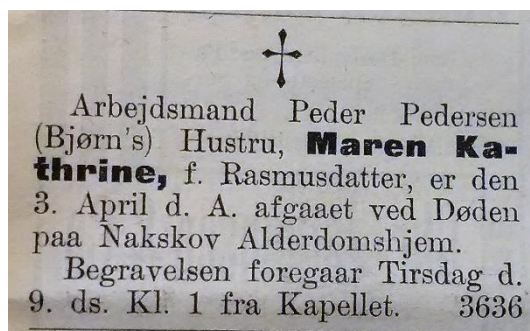 Arbejdsmand Peder Pedersen
(Bjørn's) Hustru, Maren Ka-
thrine, f. Rasmusdatter, er den
3. April d. A. afgaaet ved Døden
paa Nakskov Alderdomshjem.
Begravelsen foregaar Tirsdag d.
9. ds. Kl. 1 fra Kapellet. 3636